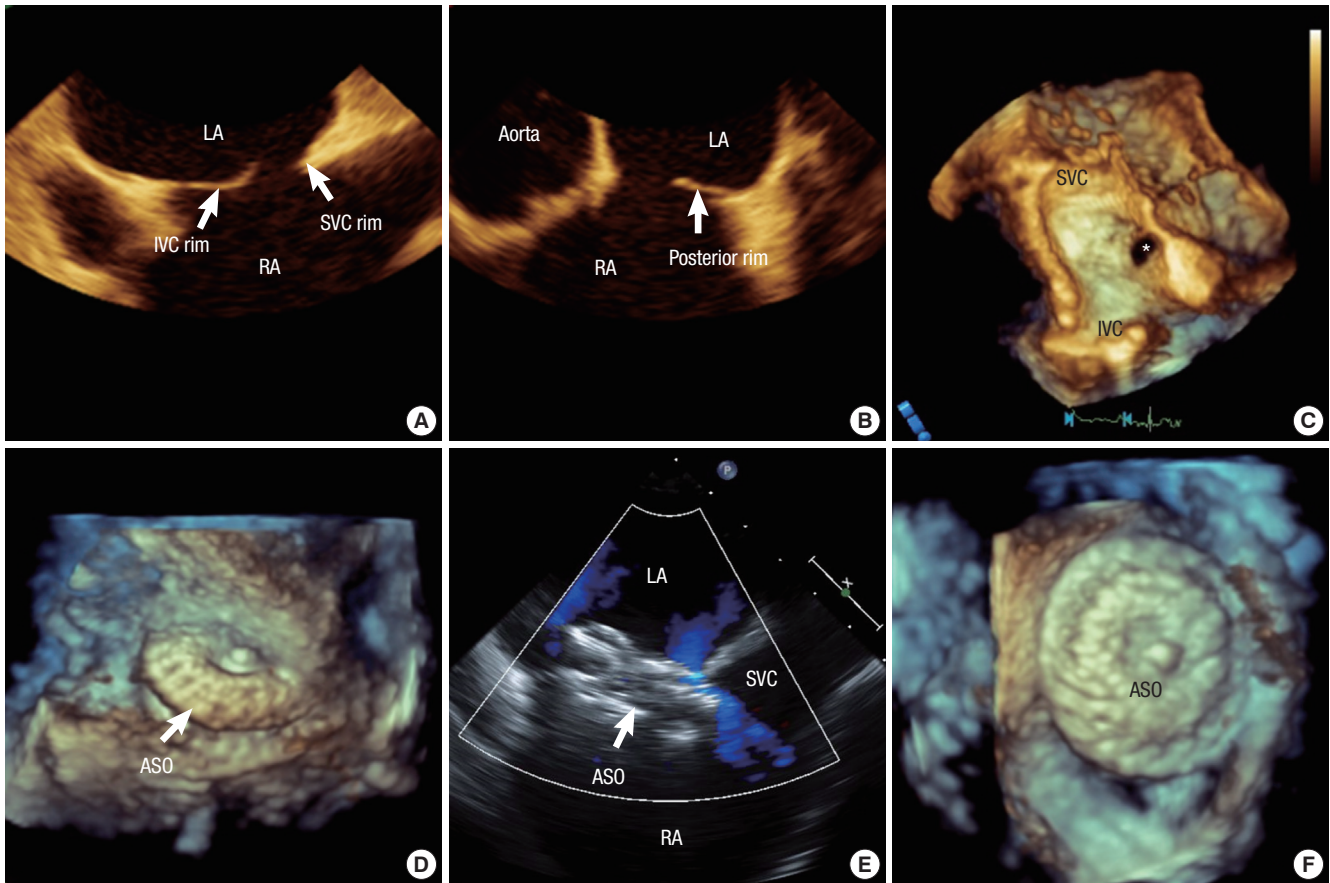 LA
IVC rim
SVC rim
RA
A
Aorta
LA
RA
Posterior rim
B
SVC
*
IVC
C
ASO
D
P
LA
X
SVC
ASO
RA
E
ASO
F